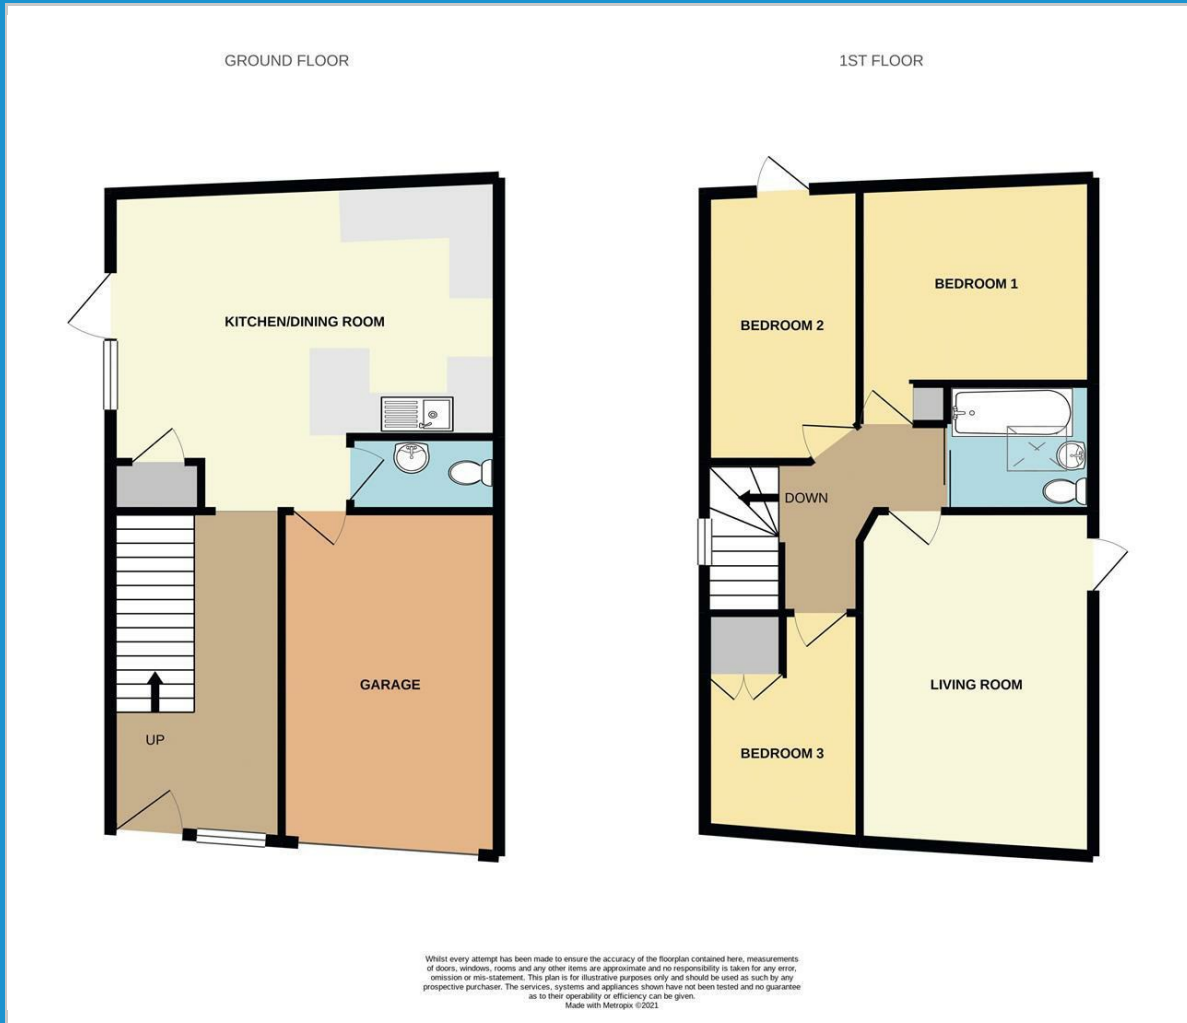 GROUND FLOOR
1ST FLOOR
KITCHEN/DINING ROOM
GARAGE
UP
BEDROOM 1
BEDROOM 2
DOWN
LIVING ROOM
BEDROOM 3
Whilst every attempt has been made to ensure the accuracy of the floorplan contained here, measurements
of doors, windows, rooms and any other items are approximate and no responsibility is taken for any error,
omission or mis-statement. This plan is for illustrative purposes only and should be used as such by any
prospective purchaser. The services, systems and appliances shown have not been tested and no guarantee
as to their operability or efficiency can be given.
Made with Metropix ©2021